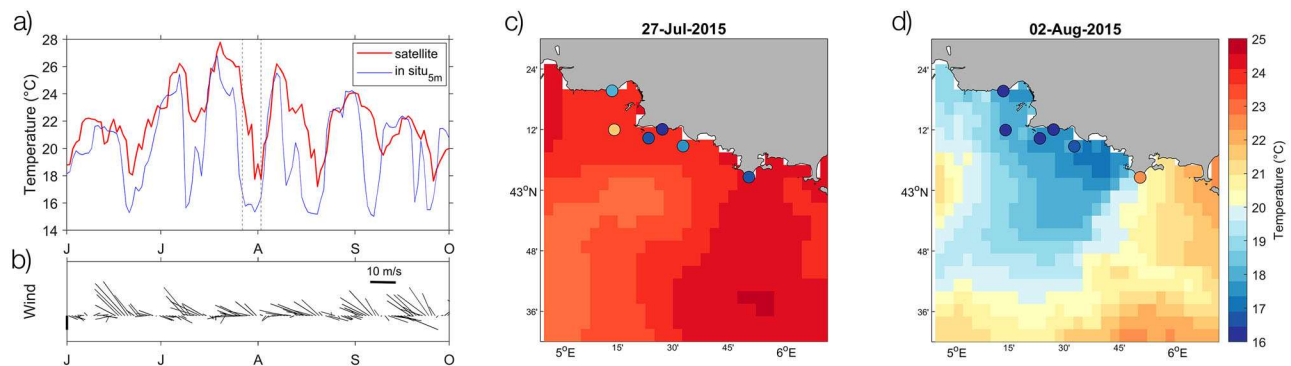 a)
28
26
24
22
20
18
16
14
Temperature (°C)
satellite
in situ5m
J
J
A
S
O
b)
Wind
10 m/s
J
J
A
S
O
c)
27-Jul-2015
24'
12'
43°N
48'
36'
5°E
15'
30'
45'
6°E
d)
02-Aug-2015
24'
12'
43°N
48'
36'
5°E
15'
30'
45'
6°E
25
24
23
22
21
20
19
18
17
16
Temperature (°C)